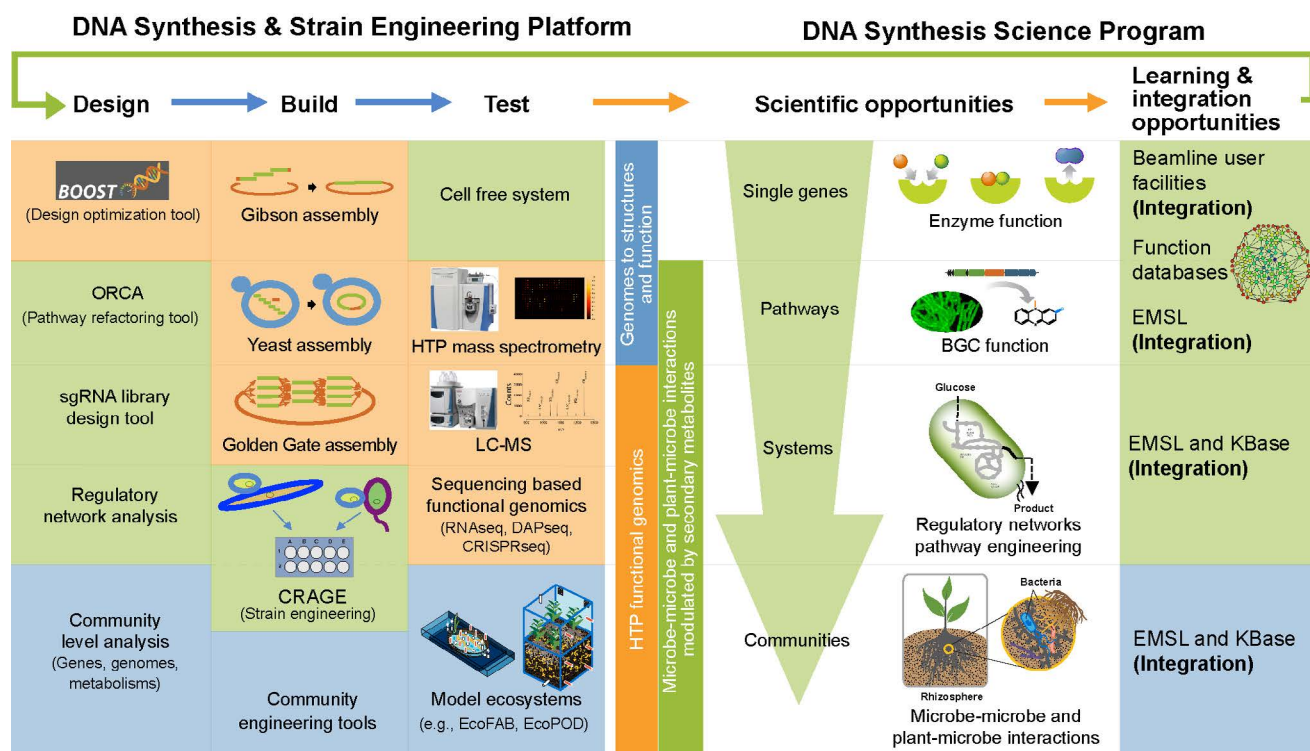 DNA Synthesis & Strain Engineering Platform
DNA Synthesis Science Program
Design
Build
Test
Scientific opportunities
Learning &
integration
opportunities
BOOST
(Design optimization tool)
Gibson assembly
Cell free system
ORCA
(Pathway refactoring tool)
Yeast assembly
HTP mass spectrometry
sgRNA library
design tool
Golden Gate assembly
Counts
LC-MS
Regulatory
network analysis
A B C D E
1
2
CRAGE
(Strain engineering)
Sequencing based
functional genomics
(RNAseq, DAPseq,
CRISPRseq)
Community
level analysis
(Genes, genomes,
metabolisms)
Community
engineering tools
Model ecosystems
(e.g., EcoFAB, EcoPOD)
Genomes to structures
and function
HTP functional genomics
Microbe-microbe and plant-microbe interactions
modulated by secondary metabolites
Single genes
Enzyme function
Pathways
BGC function
Systems
Glucose
Product
Regulatory networks
pathway engineering
Communities
Bacteria
Rhizosphere
Microbe-microbe and
plant-microbe interactions
Beamline user
facilities
(Integration)
Function
databases
EMSL
(Integration)
EMSL and KBase
(Integration)
EMSL and KBase
(Integration)